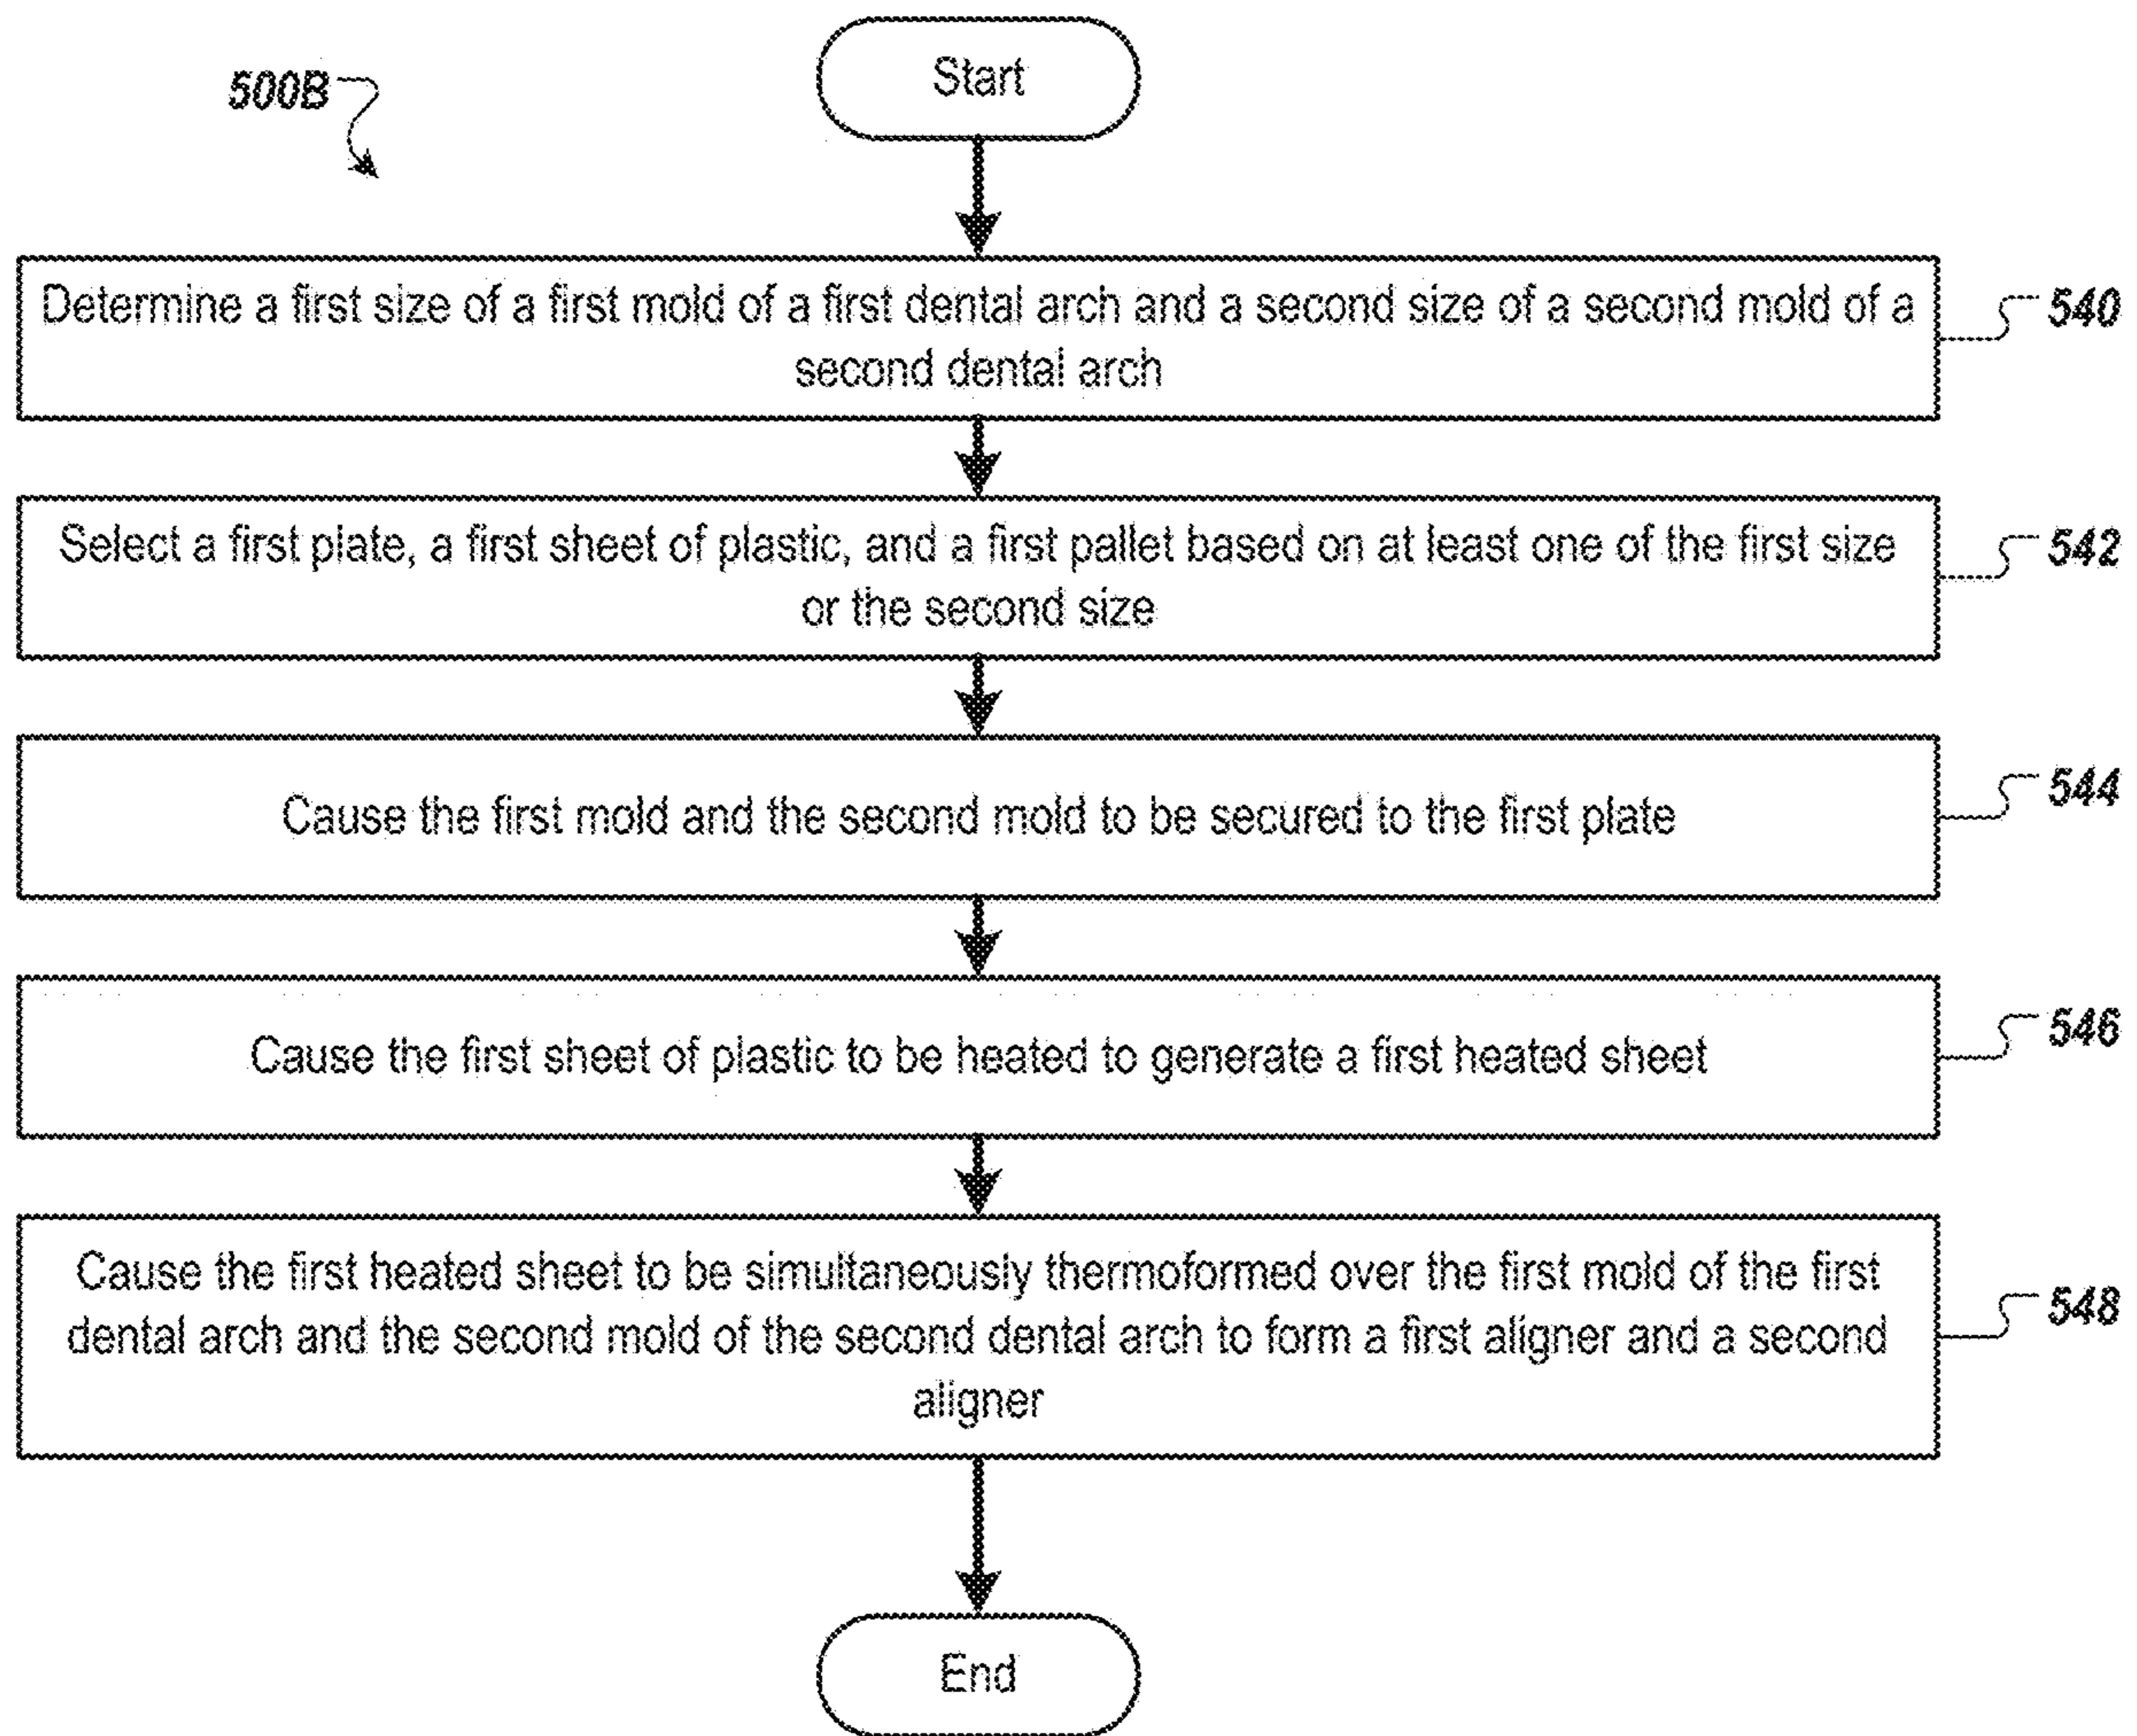 500B
Start
Determine a first size of a first mold of a first dental arch and a second size of a second mold of a
second dental arch
540
Select a first plate, a first sheet of plastic, and a first pallet based on at least one of the first size
or the second size
542
Cause the first mold and the second mold to be secured to the first plate
544
Cause the first sheet of plastic to be heated to generate a first heated sheet
546
Cause the first heated sheet to be simultaneously thermoformed over the first mold of the first
dental arch and the second mold of the second dental arch to form a first aligner and a second
aligner
548
End